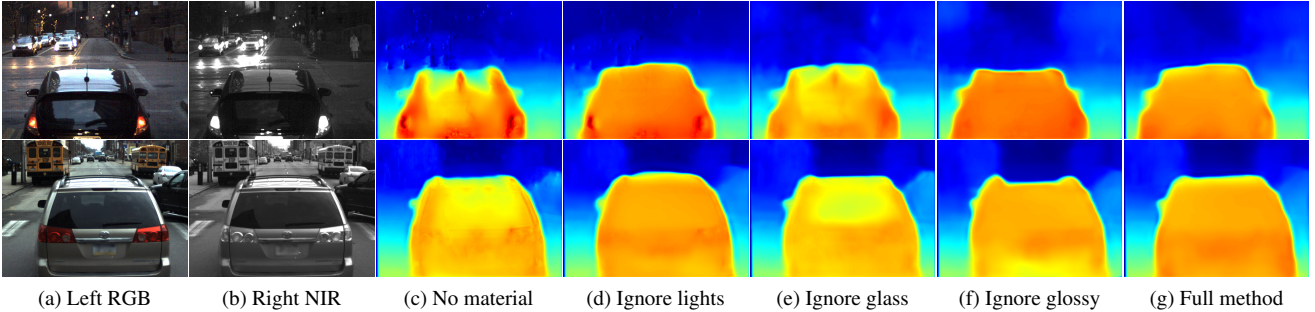 (a) Left RGB
(b) Right NIR
(c) No material
(d) Ignore lights
(e) Ignore glass
(f) Ignore glossy
(g) Full method